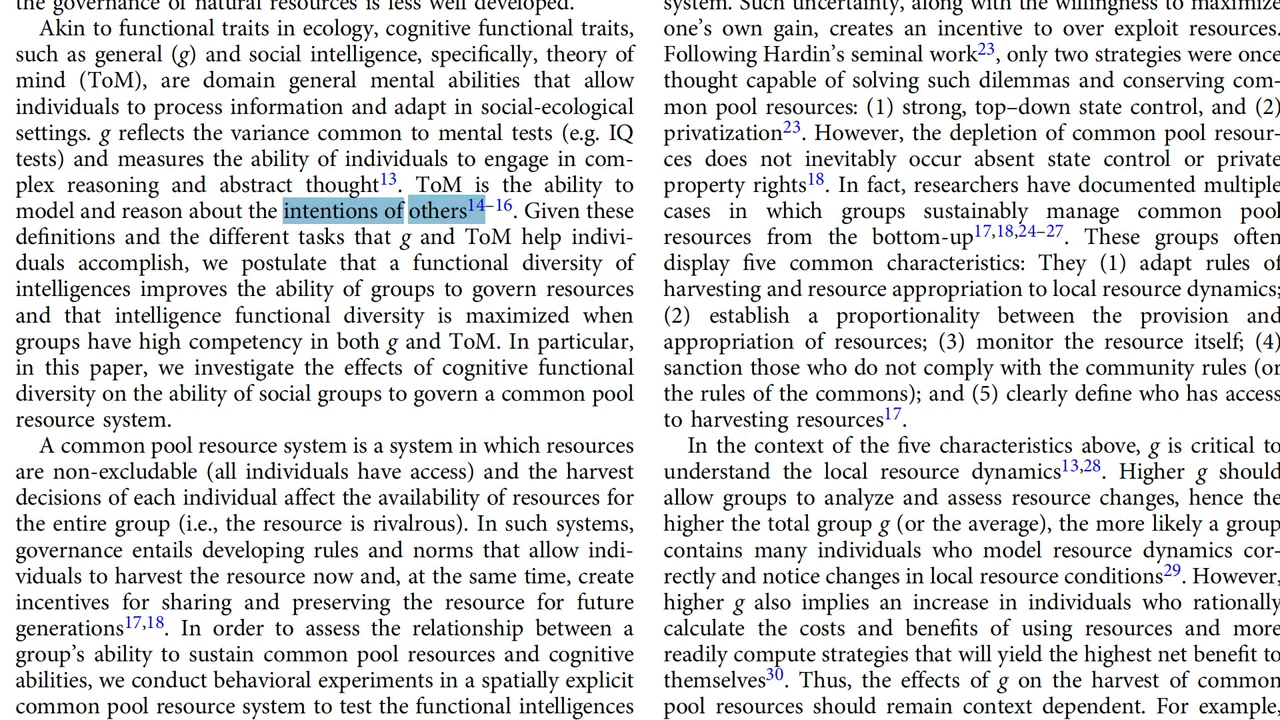 the governance of natural resources is less well developed.
Akin to functional traits in ecology, cognitive functional traits,
such as general (g) and social intelligence, specifically, theory of
mind (ToM), are domain general mental abilities that allow
individuals to process information and adapt in social-ecological
settings. g reflects the variance common to mental tests (e.g. IQ
tests) and measures the ability of individuals to engage in com-
plex reasoning and abstract thought13. ToM is the ability to
model and reason about the intentions of others14–16. Given these
definitions and the different tasks that g and ToM help indivi-
duals accomplish, we postulate that a functional diversity of
intelligences improves the ability of groups to govern resources
and that intelligence functional diversity is maximized when
groups have high competency in both g and ToM. In particular,
in this paper, we investigate the effects of cognitive functional
diversity on the ability of social groups to govern a common pool
resource system.
A common pool resource system is a system in which resources
are non-excludable (all individuals have access) and the harvest
decisions of each individual affect the availability of resources for
the entire group (i.e., the resource is rivalrous). In such systems,
governance entails developing rules and norms that allow indi-
viduals to harvest the resource now and, at the same time, create
incentives for sharing and preserving the resource for future
generations17,18. In order to assess the relationship between a
group's ability to sustain common pool resources and cognitive
abilities, we conduct behavioral experiments in a spatially explicit
common pool resource system to test the functional intelligences
system. Such uncertainty, along with the willingness to maximize
one's own gain, creates an incentive to over exploit resources.
Following Hardin's seminal work23, only two strategies were once
thought capable of solving such dilemmas and conserving com-
mon pool resources: (1) strong, top–down state control, and (2)
privatization23. However, the depletion of common pool resour-
ces does not inevitably occur absent state control or private
property rights18. In fact, researchers have documented multiple
cases in which groups sustainably manage common pool
resources from the bottom-up17,18,24–27. These groups often
display five common characteristics: They (1) adapt rules of
harvesting and resource appropriation to local resource dynamics;
(2) establish a proportionality between the provision and
appropriation of resources; (3) monitor the resource itself; (4)
sanction those who do not comply with the community rules (or
the rules of the commons); and (5) clearly define who has access
to harvesting resources17.
In the context of the five characteristics above, g is critical to
understand the local resource dynamics13,28. Higher g should
allow groups to analyze and assess resource changes, hence the
higher the total group g (or the average), the more likely a group
contains many individuals who model resource dynamics cor-
rectly and notice changes in local resource conditions29. However,
higher g also implies an increase in individuals who rationally
calculate the costs and benefits of using resources and more
readily compute strategies that will yield the highest net benefit to
themselves30. Thus, the effects of g on the harvest of common
pool resources should remain context dependent. For example,